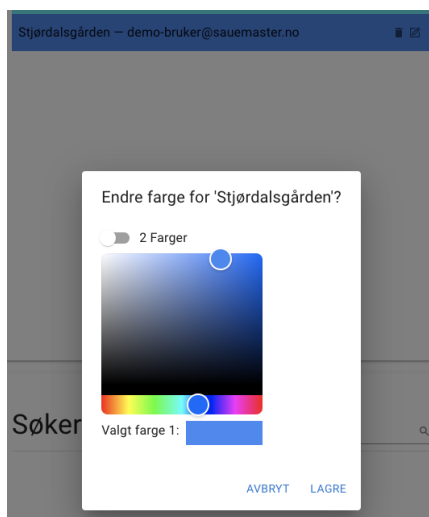 Stjørdalsgården — demo-bruker@sauemaster.no
Endre farge for 'Stjørdalsgården'?
2 Farger
Søker
Valgt farge 1:
AVBRYT LAGRE